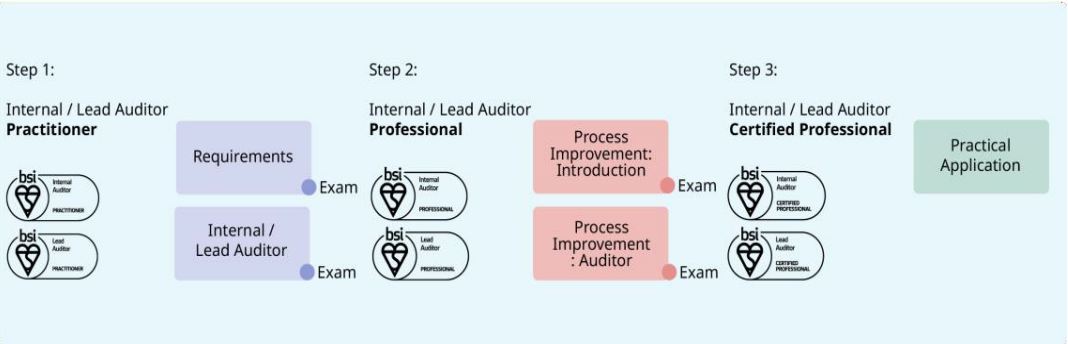 Step 1:
Internal / Lead Auditor
Practitioner
bsi
Internal
Auditor
PRACTITIONER
bsi
Lead
Auditor
PRACTITIONER
Requirements
Exam
Internal /
Lead Auditor
Exam
Step 2:
Internal / Lead Auditor
Professional
bsi
Internal
Auditor
PROFESSIONAL
bsi
Lead
Auditor
PROFESSIONAL
Process
Improvement:
Introduction
Exam
Process
Improvement
: Auditor
Exam
Step 3:
Internal / Lead Auditor
Certified Professional
bsi
Internal
Auditor
CERTIFIED
PROFESSIONAL
bsi
Lead
Auditor
CERTIFIED
PROFESSIONAL
Practical
Application